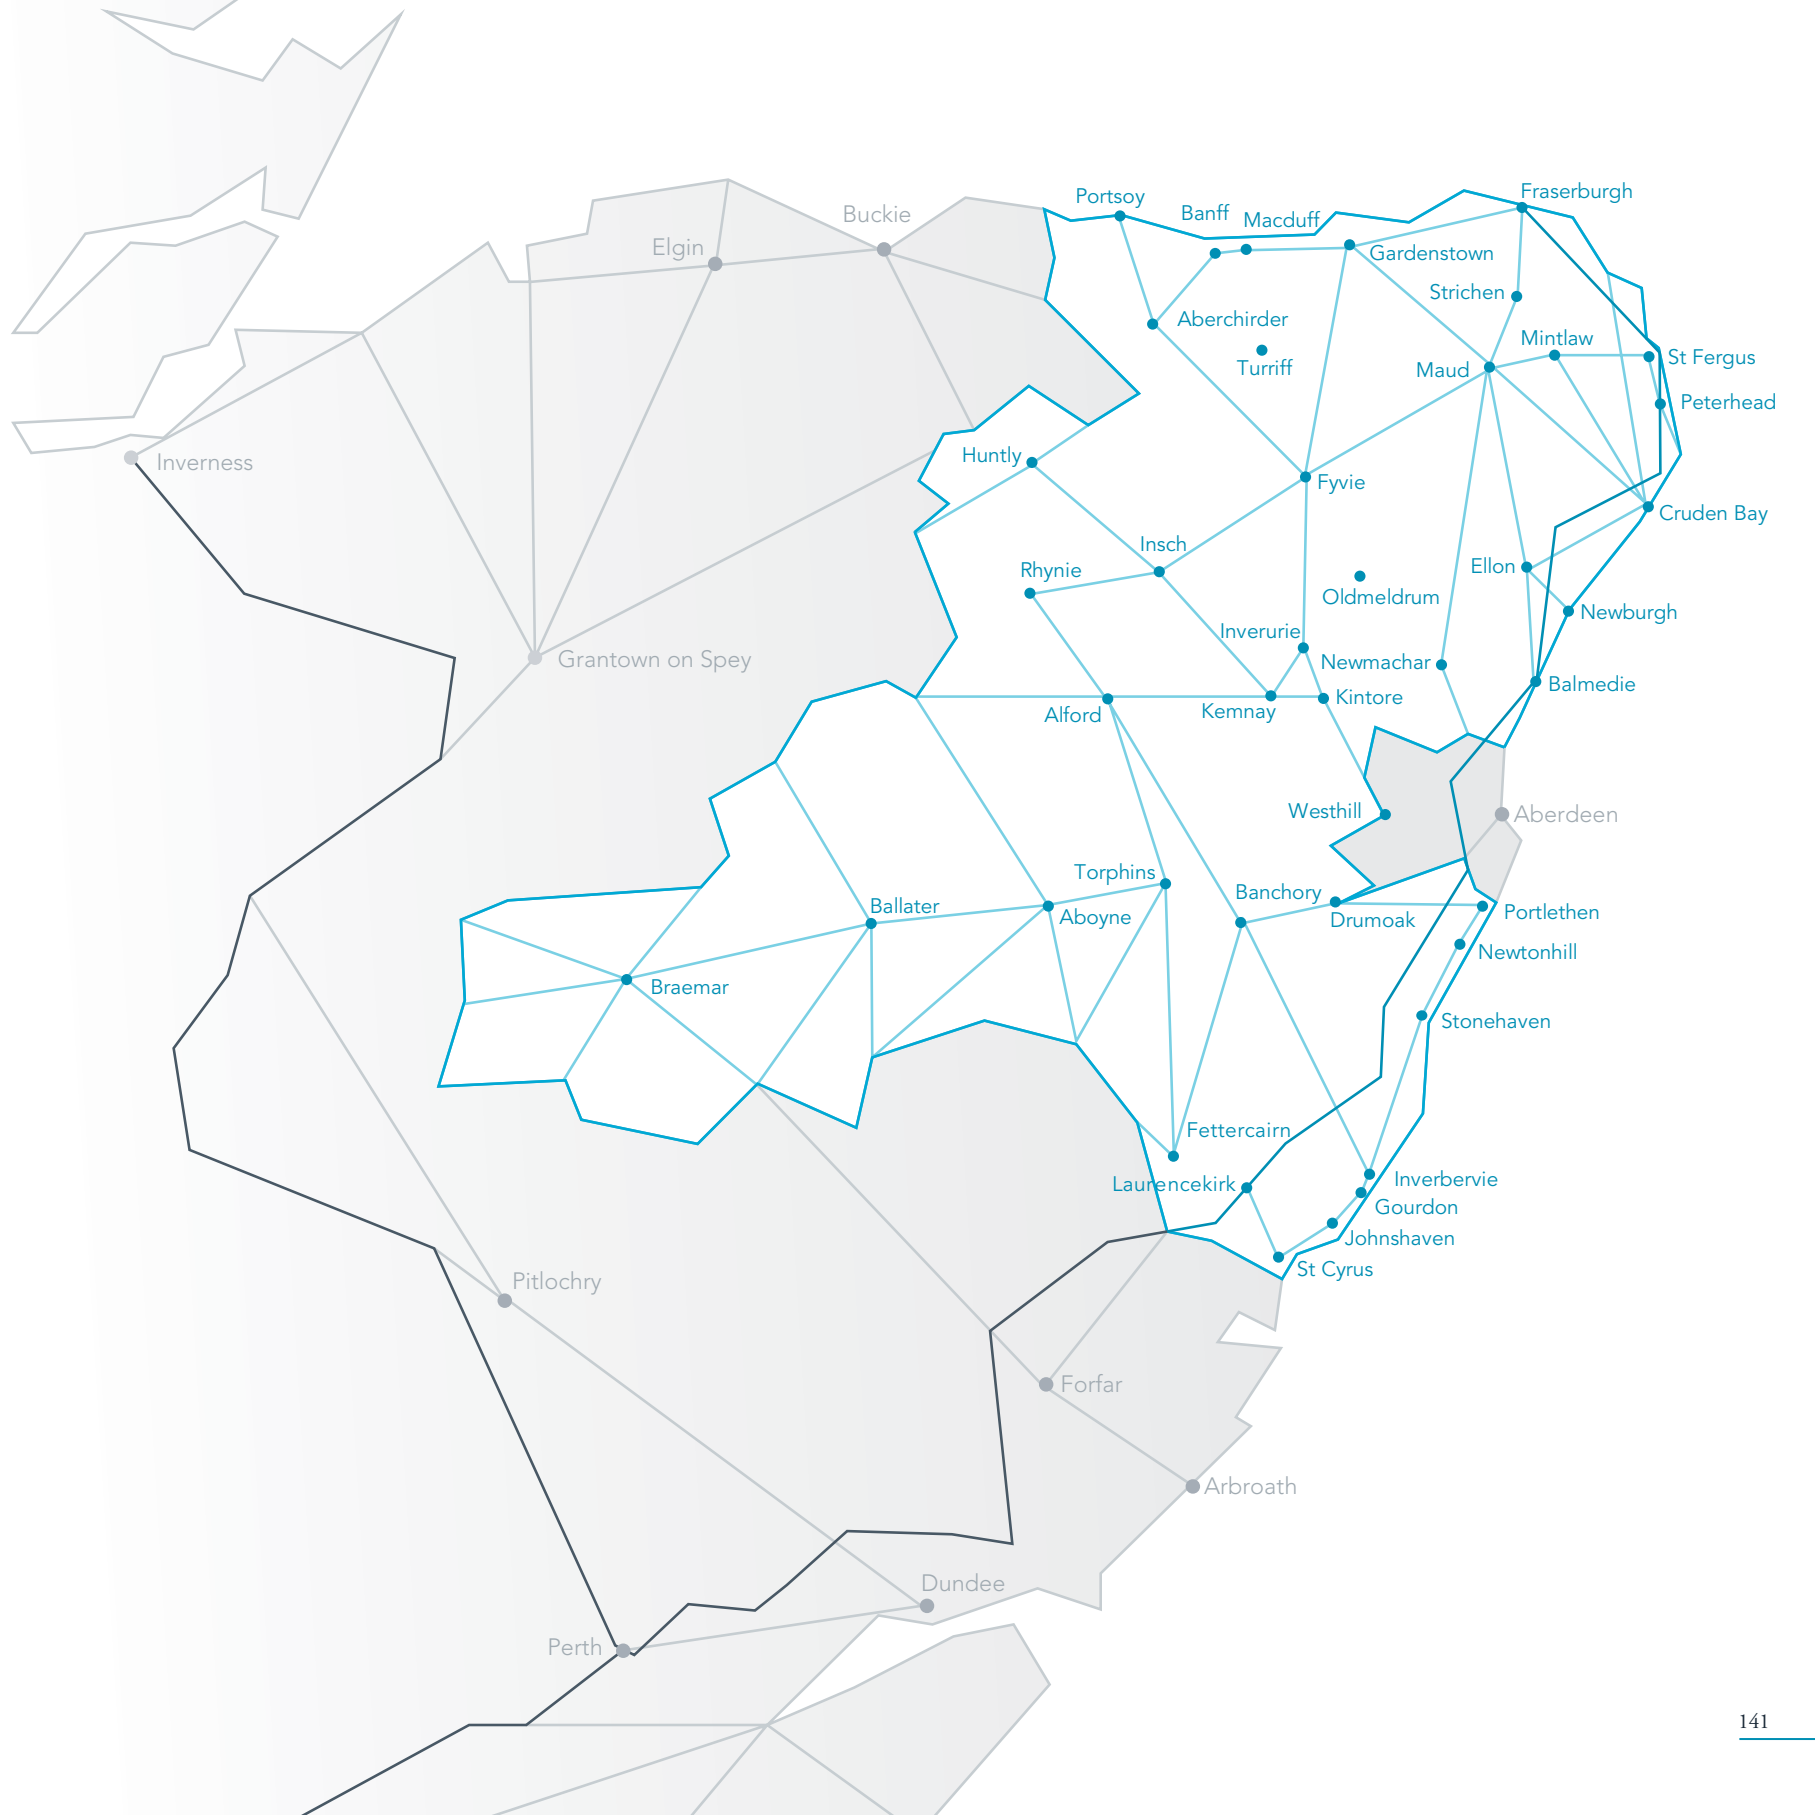 Fraserburgh
Portsoy
Banff
Macduff
Buckie
Elgin
Gardenstown
Strichen
Aberchirder
Mintlaw
St Fergus
Turriff
Maud
Peterhead
Huntly
Inverness
Fyvie
Cruden Bay
Insch
Rhynie
Ellon
Oldmeldrum
Newburgh
Inverurie
Grantown on Spey
Newmachar
Balmedie
Kintore
Alford
Kemnay
Westhill
Aberdeen
Torphins
Banchory
Ballater
Aboyne
Drumoak
Portlethen
Newtonhill
Braemar
Stonehaven
Fettercairn
Laurencekirk
Inverbervie
Gourdon
Johnshaven
St Cyrus
Pitlochry
Forfar
Arbroath
Dundee
Perth
141